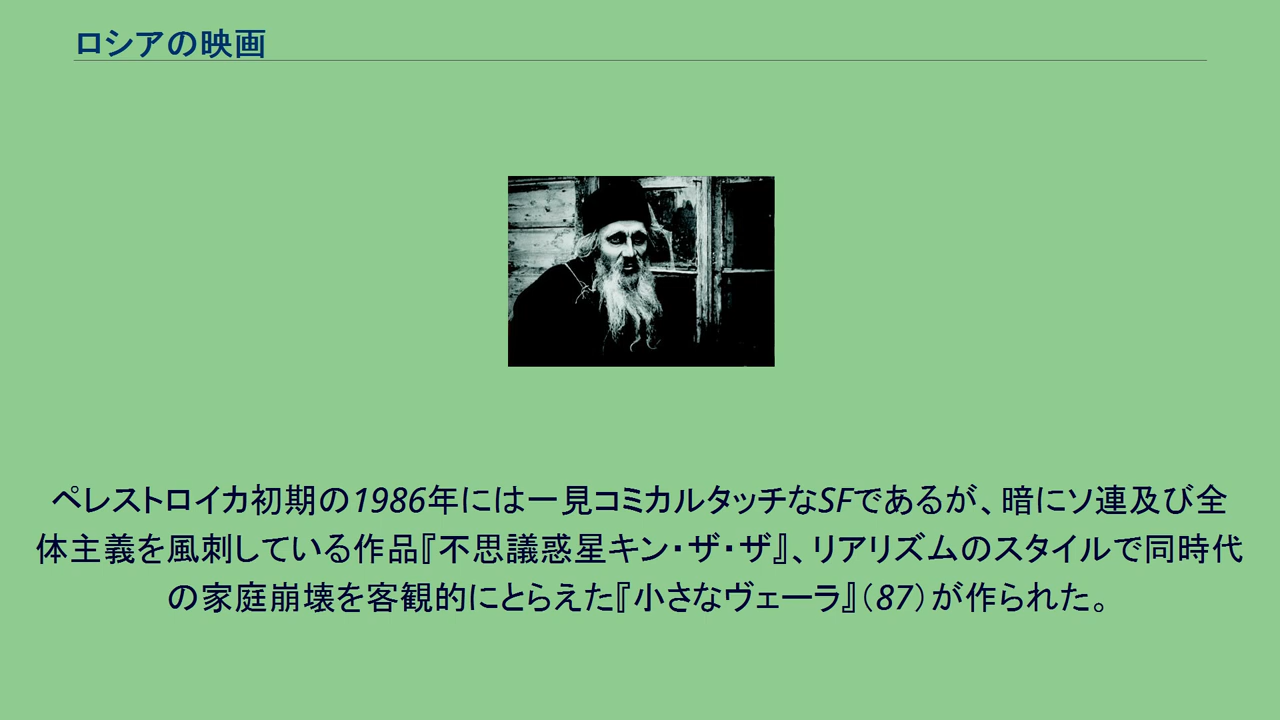 ロシアの映画
ペレストロイカ初期の1986年には一見コミカルタッチなSFであるが、暗にソ連及び全
体主義を風刺している作品『不思議惑星キン・ザ・ザ』、リアリズムのスタイルで同時代
の家庭崩壊を客観的にとらえた『小さなヴェーラ』（87）が作られた。